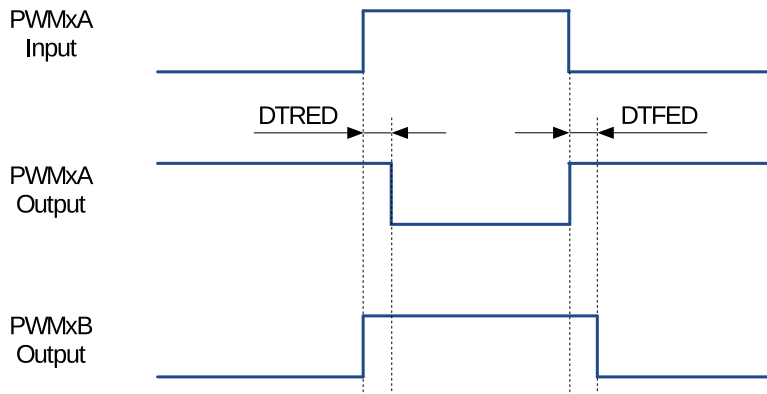 PWMxA
Input
DTRED
DTFED
PWMxA
Output
PWMxB
Output